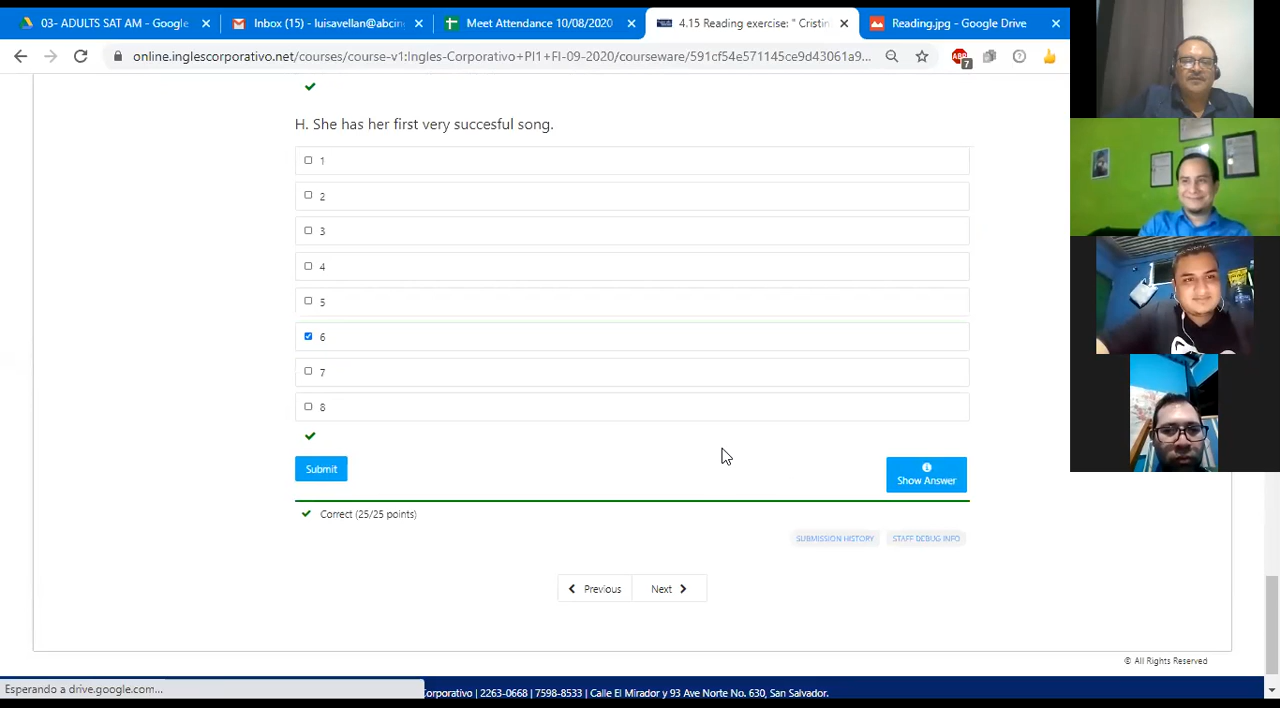 03- ADULTS SAT AM - Google
Inbox (15) - luisavellan@abcin
Meet Attendance 10/08/2020
4.15 Reading exercise: " Cristin
Reading.jpg - Google Drive
online.inglescorporativo.net/courses/course-v1:Ingles-Corporativo+PI1+FI-09-2020/courseware/591cf54e571145ce9d43061a9...
ABP
7
H. She has her first very succesful song.
1
2
3
4
5
6
7
8
Submit
Show Answer
Correct (25/25 points)
SUBMISSION HISTORY
STAFF DEBUG INFO
Previous
Next
© All Rights Reserved
Esperando a drive.google.com...
Corporativo | 2263-0668 | 7598-8533 | Calle El Mirador y 93 Ave Norte No. 630, San Salvador.